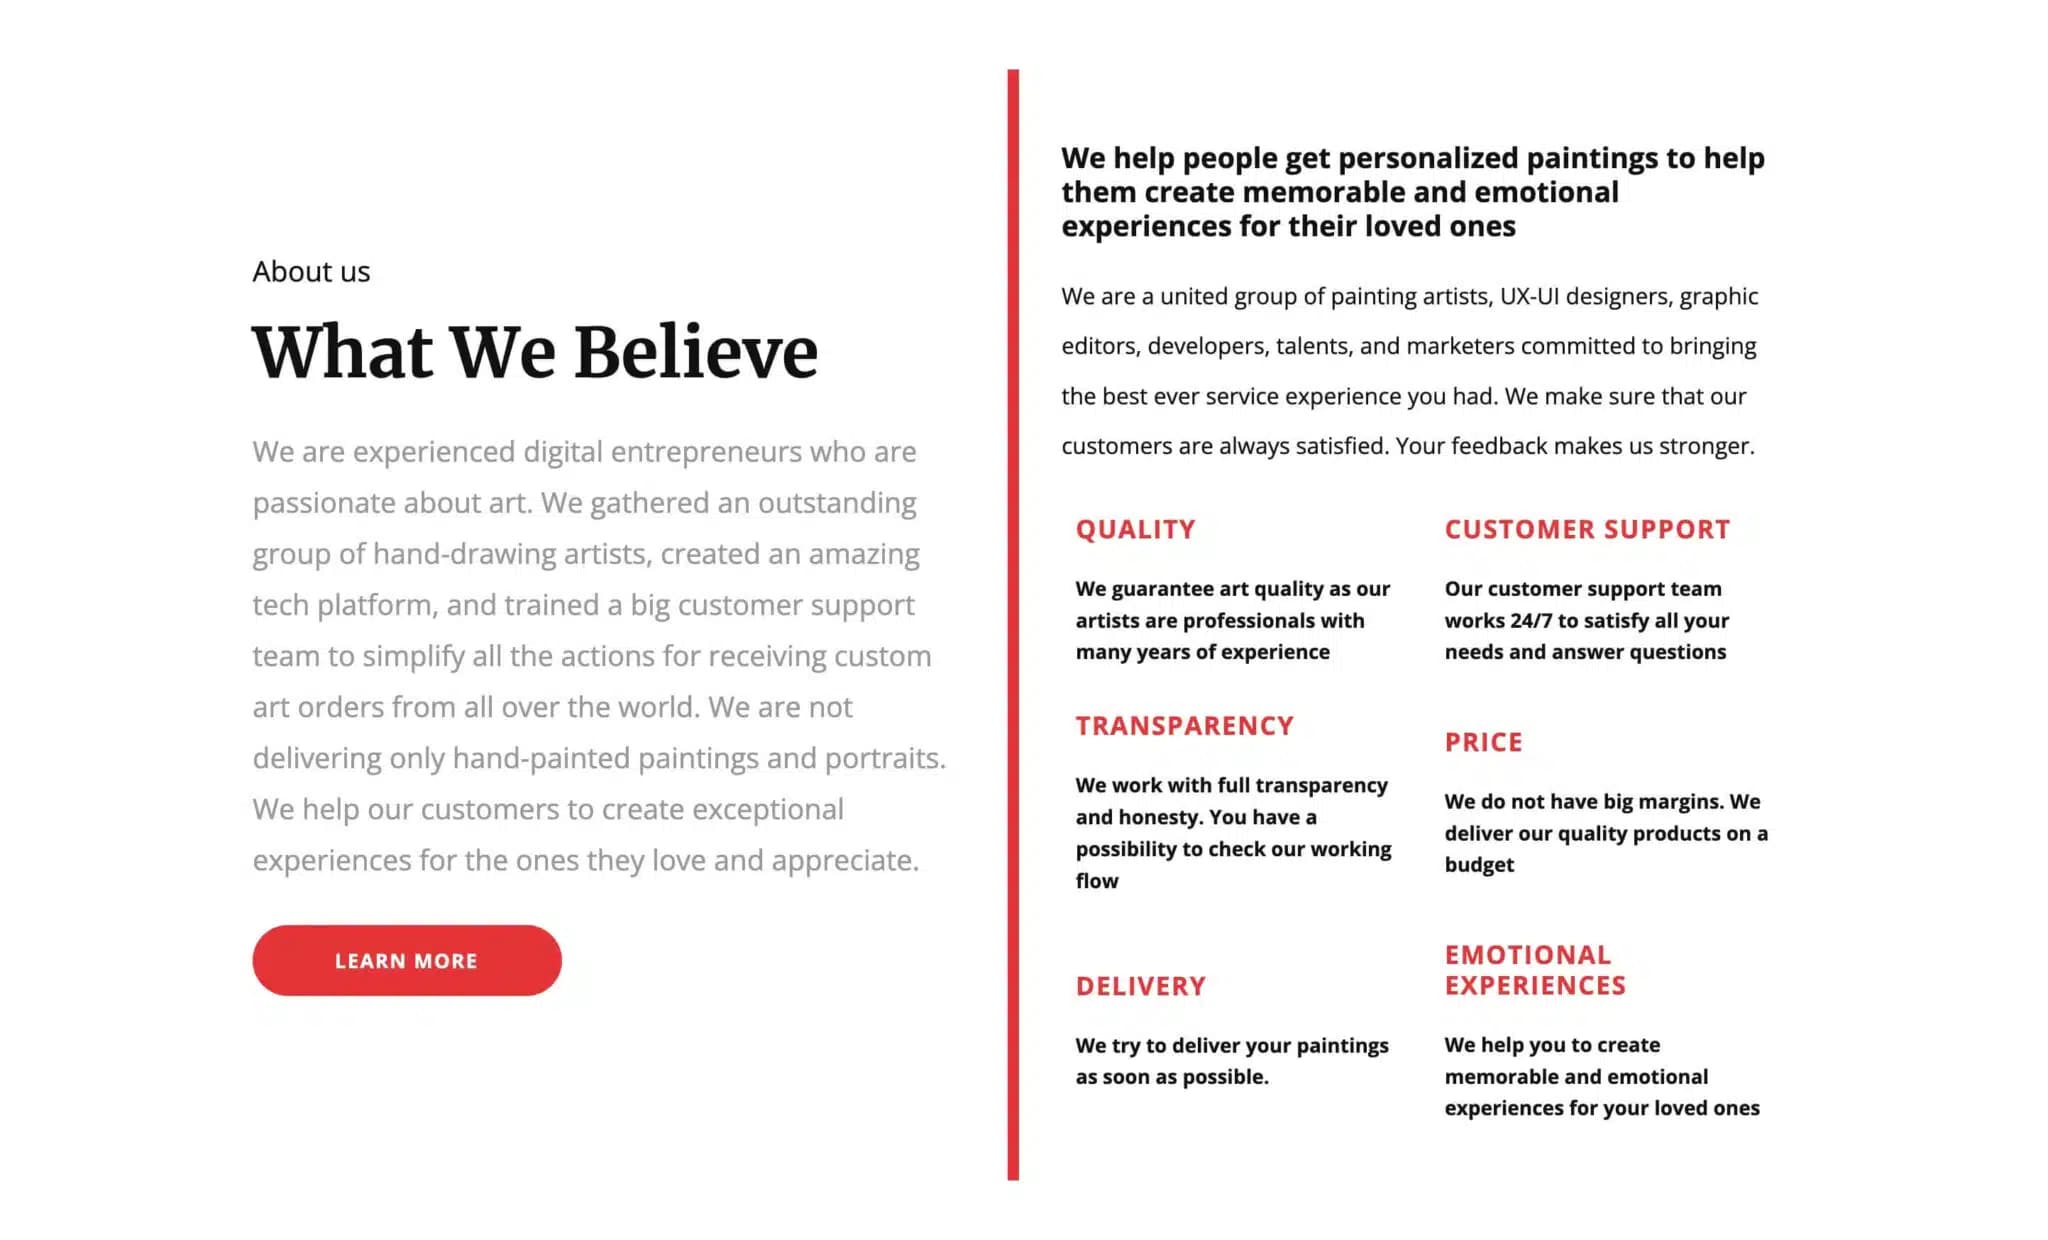 About us
What We Believe
We are experienced digital entrepreneurs who are
passionate about art. We gathered an outstanding
group of hand-drawing artists, created an amazing
tech platform, and trained a big customer support
team to simplify all the actions for receiving custom
art orders from all over the world. We are not
delivering only hand-painted paintings and portraits.
We help our customers to create exceptional
experiences for the ones they love and appreciate.
LEARN MORE
We help people get personalized paintings to help
them create memorable and emotional
experiences for their loved ones
We are a united group of painting artists, UX-UI designers, graphic
editors, developers, talents, and marketers committed to bringing
the best ever service experience you had. We make sure that our
customers are always satisfied. Your feedback makes us stronger.
QUALITY
We guarantee art quality as our
artists are professionals with
many years of experience
CUSTOMER SUPPORT
Our customer support team
works 24/7 to satisfy all your
needs and answer questions
TRANSPARENCY
We work with full transparency
and honesty. You have a
possibility to check our working
flow
PRICE
We do not have big margins. We
deliver our quality products on a
budget
DELIVERY
We try to deliver your paintings
as soon as possible.
EMOTIONAL
EXPERIENCES
We help you to create
memorable and emotional
experiences for your loved ones